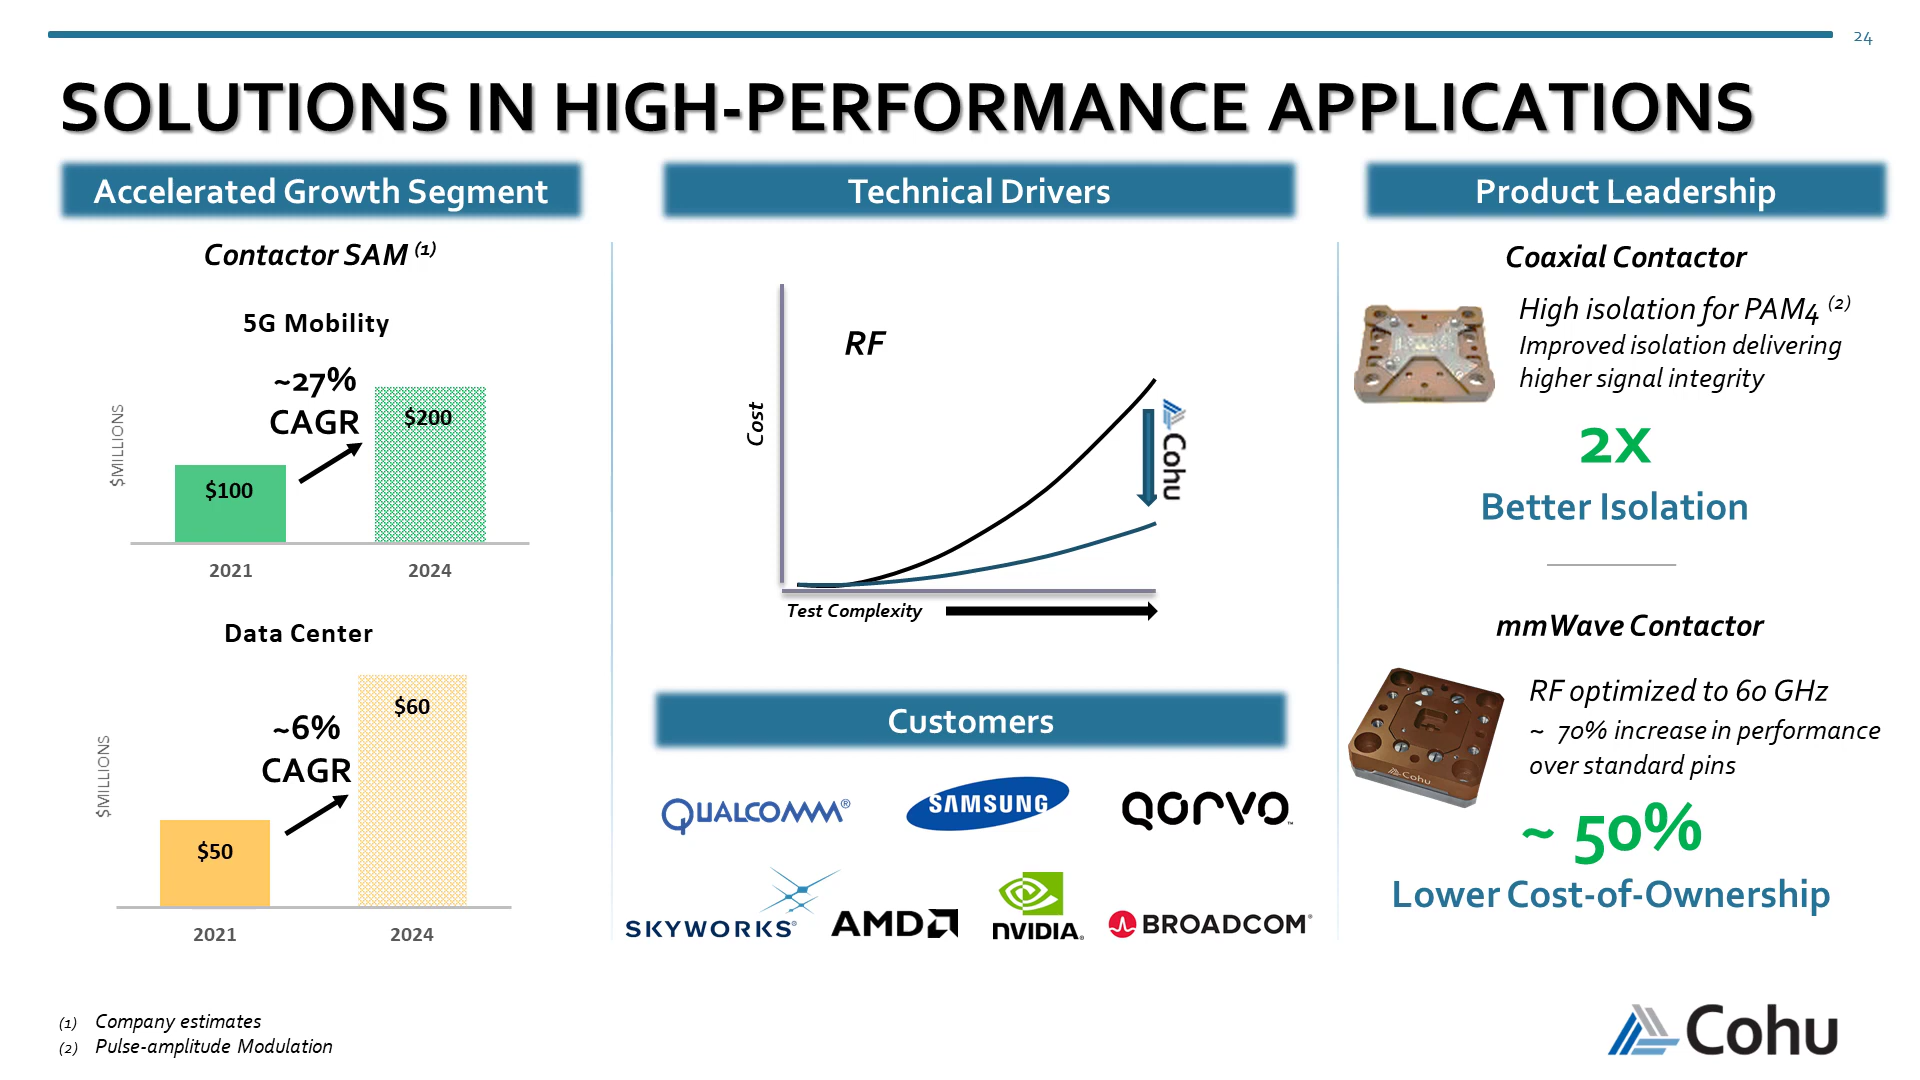 24
SOLUTIONS IN HIGH-PERFORMANCE APPLICATIONS
Accelerated Growth Segment
Contactor SAM (1)
5G Mobility
~27%
CAGR
$MILLIONS
$100
$200
2021 2024
Data Center
~6%
CAGR
$MILLIONS
$50
$60
2021 2024
Technical Drivers
RF
Cost
Cohu
Test Complexity
Customers
QUALCOMM®
SAMSUNG
QORVO™
SKYWORKS®
AMD
NVIDIA®
BROADCOM®
Product Leadership
Coaxial Contactor
High isolation for PAM4 (2)
Improved isolation delivering
higher signal integrity
2X
Better Isolation
mmWave Contactor
Cohu
RF optimized to 60 GHz
~ 70% increase in performance
over standard pins
~ 50%
Lower Cost-of-Ownership
(1) Company estimates
(2) Pulse-amplitude Modulation
Cohu